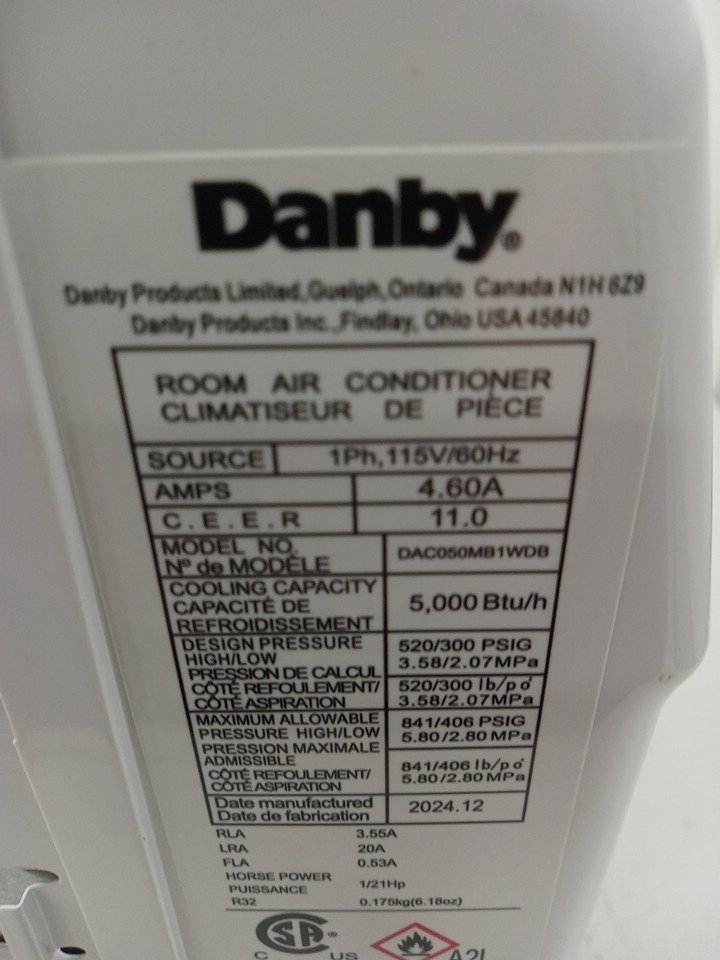 Danby®
Danby Products Limited,Guelph,Ontario Canada N1H 6Z9
Danby Products Inc.,Findlay, Ohio USA 45840
ROOM AIR CONDITIONER
CLIMATISEUR DE PIÈCE
SOURCE 1Ph,115V/60Hz
AMPS 4.60A
C.E.E.R 11.0
MODEL NO.
Nº de MODÈLE
DAC050MB1WDB
COOLING CAPACITY
CAPACITÉ DE
REFROIDISSEMENT
5,000 Btu/h
DESIGN PRESSURE
HIGH/LOW
520/300 PSIG
3.58/2.07MPa
PRESSION DE CALCUL
CÔTÉ REFOULEMENT/
CÔTÉ ASPIRATION
520/300 lb/po²
3.58/2.07MPa
MAXIMUM ALLOWABLE
PRESSURE HIGH/LOW
841/406 PSIG
5.80/2.80 MPa
PRESSION MAXIMALE
ADMISSIBLE
CÔTÉ REFOULEMENT/
CÔTÉ ASPIRATION
841/406 lb/po²
5.80/2.80 MPa
Date manufactured
Date de fabrication
2024.12
RLA 3.55A
LRA 20A
FLA 0.53A
HORSE POWER
PUISSANCE
1/21Hp
R32 0.175kg(6.18oz)
CSA®
C US
A2L